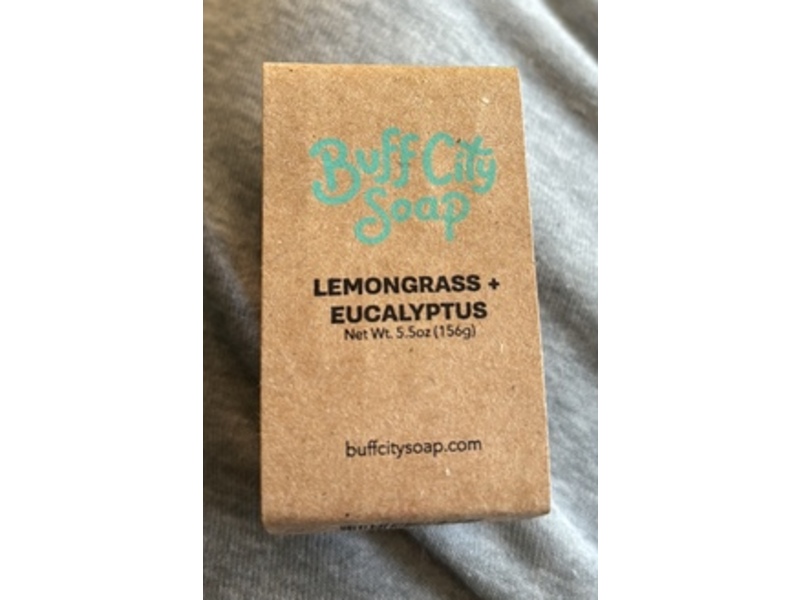 Buff City
Soap
LEMONGRASS +
EUCALYPTUS
Net Wt. 5.5oz (156g)
buffcitysoap.com